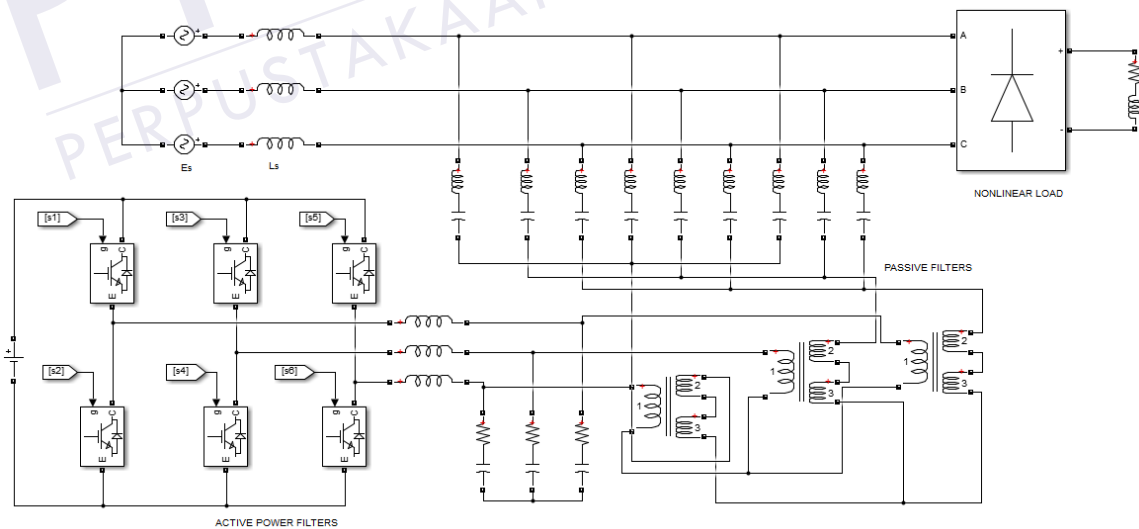 PERPUSTAKAA
A
+
B
-
C
Es
Ls
NONLINEAR LOAD
[s1]
[s3]
[s5]
g
C
E
g
C
E
g
C
E
PASSIVE FILTERS
+
[s2]
[s4]
[s6]
g
C
E
g
C
E
g
C
E
1
2
3
1
2
3
1
2
3
ACTIVE POWER FILTERS